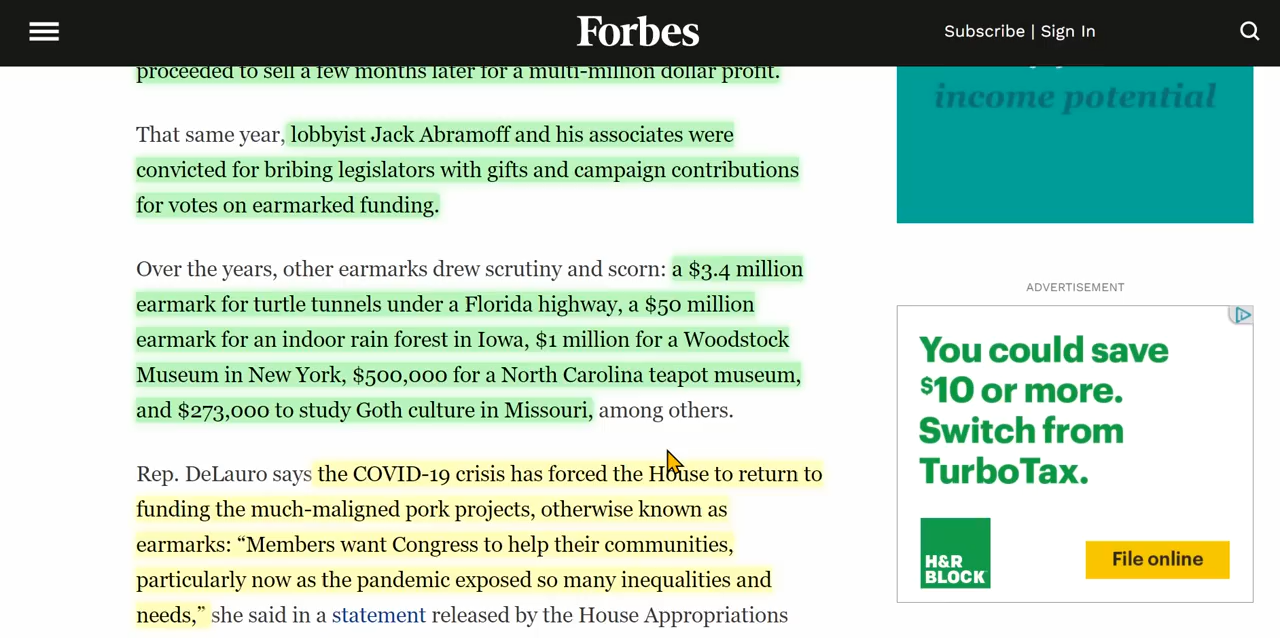 Forbes
Subscribe | Sign In
proceeded to sell a few months later for a multi-million dollar profit.
That same year, lobbyist Jack Abramoff and his associates were
convicted for bribing legislators with gifts and campaign contributions
for votes on earmarked funding.
Over the years, other earmarks drew scrutiny and scorn: a $3.4 million
earmark for turtle tunnels under a Florida highway, a $50 million
earmark for an indoor rain forest in Iowa, $1 million for a Woodstock
Museum in New York, $500,000 for a North Carolina teapot museum,
and $273,000 to study Goth culture in Missouri, among others.
Rep. DeLauro says the COVID-19 crisis has forced the House to return to
funding the much-maligned pork projects, otherwise known as
earmarks: “Members want Congress to help their communities,
particularly now as the pandemic exposed so many inequalities and
needs,” she said in a statement released by the House Appropriations
income potential
ADVERTISEMENT
You could save
$10 or more.
Switch from
TurboTax.
H&R
BLOCK
File online